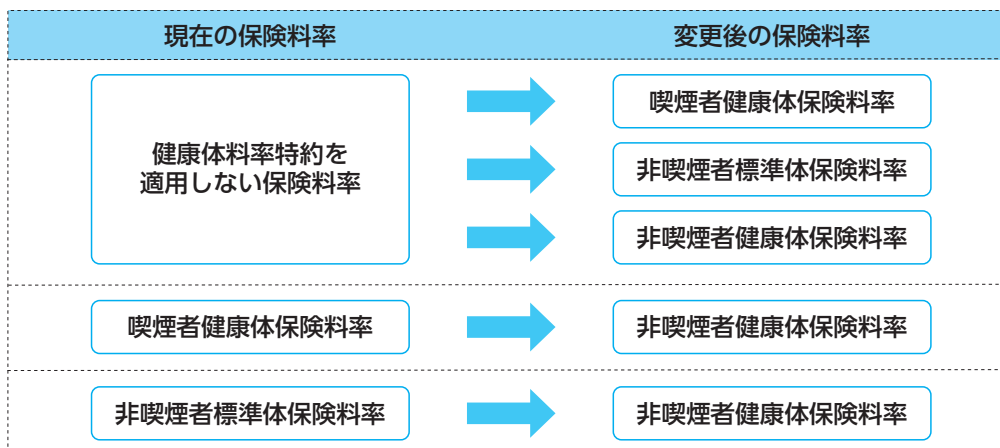 現在の保険料率
変更後の保険料率
健康体料率特約を
適用しない保険料率
喫煙者健康体保険料率
非喫煙者標準体保険料率
非喫煙者健康体保険料率
喫煙者健康体保険料率
非喫煙者健康体保険料率
非喫煙者標準体保険料率
非喫煙者健康体保険料率